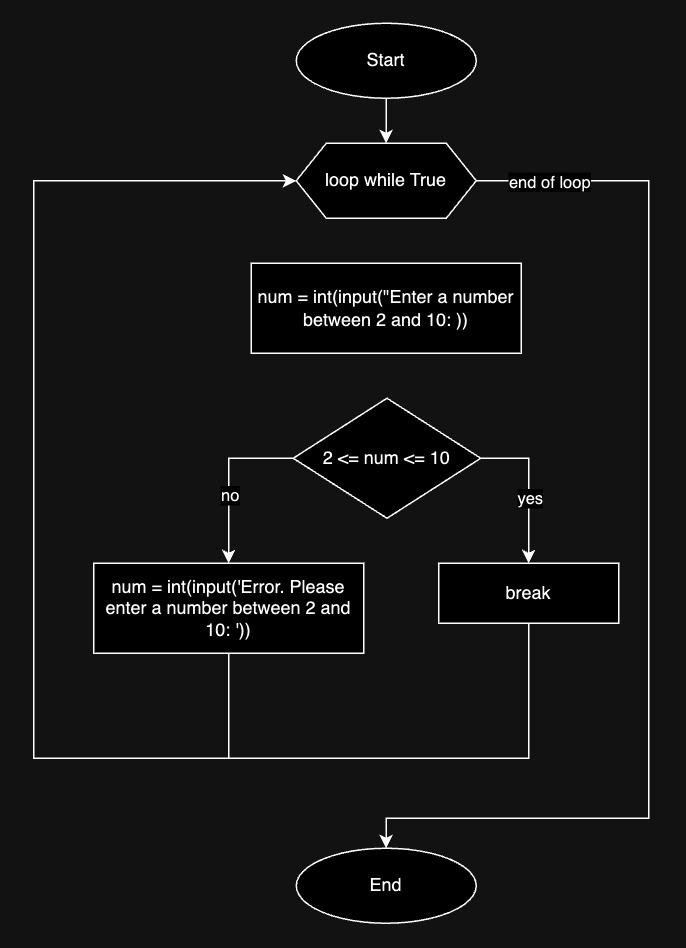 Start
loop while True
end of loop
num = int(input("Enter a number
between 2 and 10: ))
2 <= num <= 10
no
yes
num = int(input('Error. Please
enter a number between 2 and
10: '))
break
End